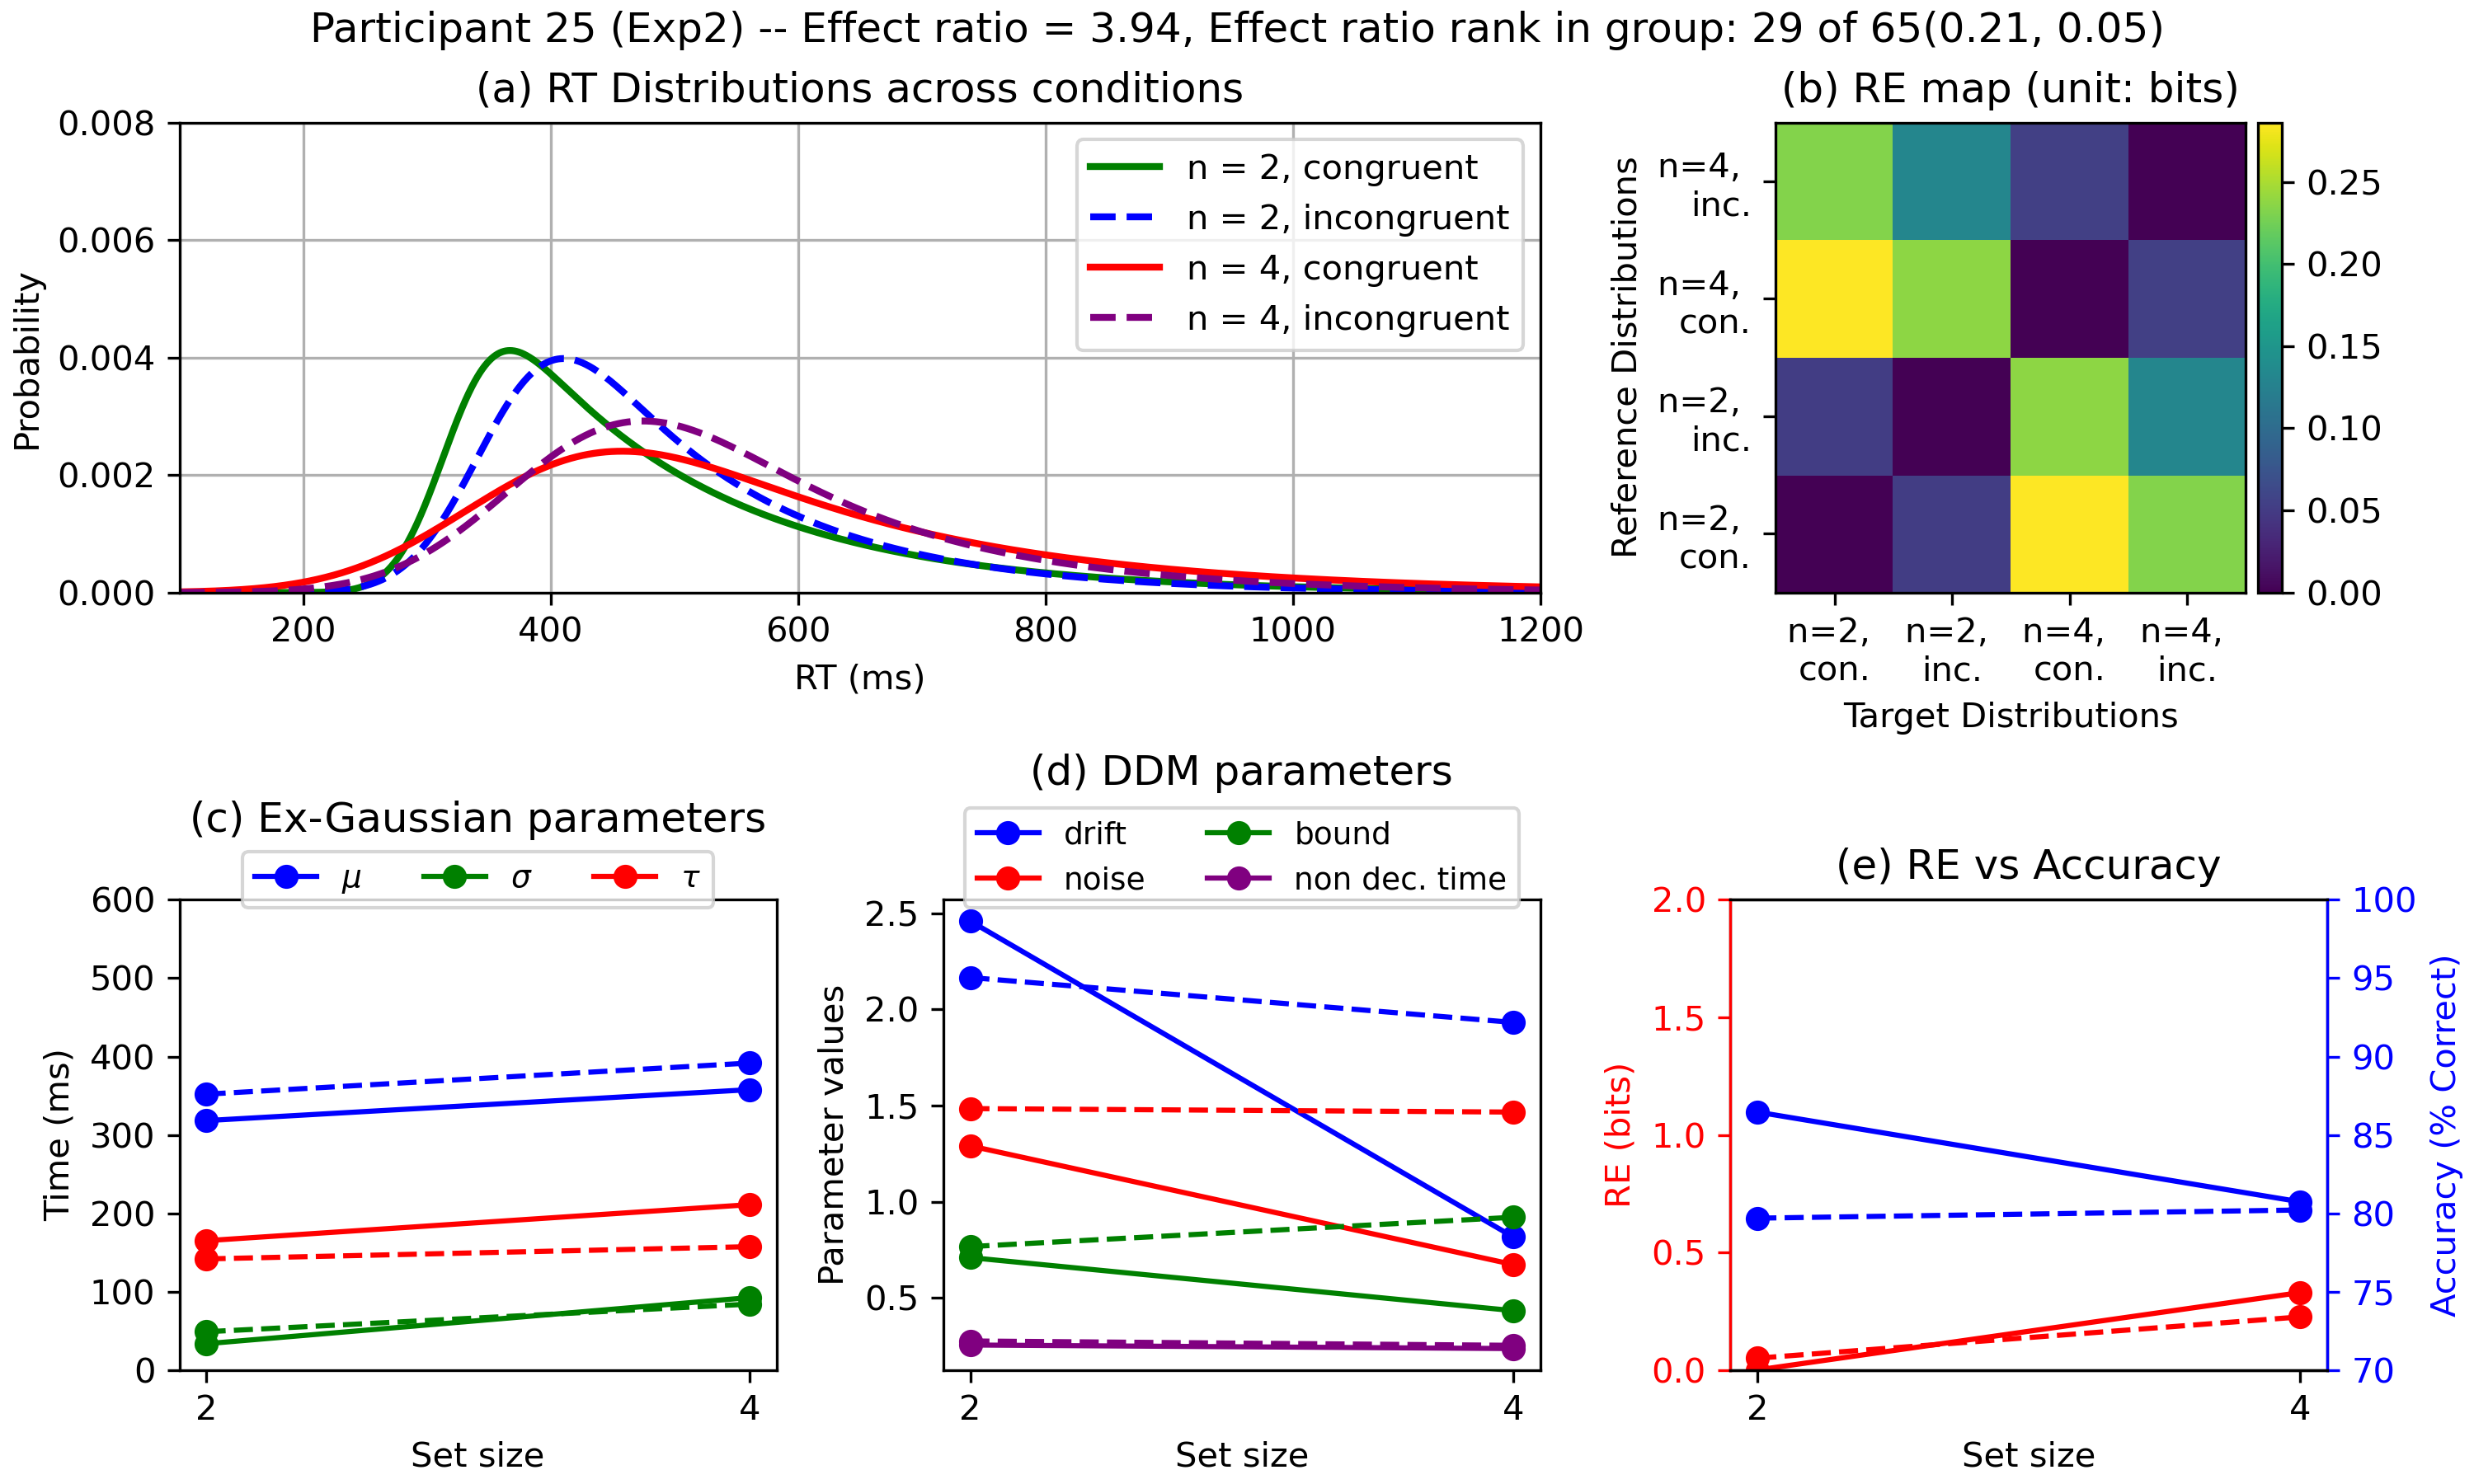 Participant 25 (Exp2) -- Effect ratio = 3.94, Effect ratio rank in group: 29 of 65(0.21, 0.05)
(a) RT Distributions across conditions
0.008
0.006
0.004
0.002
0.000
Probability
200
400
600
800
1000
1200
RT (ms)
n = 2, congruent
n = 2, incongruent
n = 4, congruent
n = 4, incongruent
(b) RE map (unit: bits)
Reference Distributions
n=4,
inc.
n=4,
con.
n=2,
inc.
n=2,
con.
n=2,
con.
n=2,
inc.
n=4,
con.
n=4,
inc.
Target Distributions
0.25
0.20
0.15
0.10
0.05
0.00
(c) Ex-Gaussian parameters
μ
σ
τ
600
500
400
300
200
100
0
Time (ms)
2
4
Set size
(d) DDM parameters
drift
bound
noise
non dec. time
2.5
2.0
1.5
1.0
0.5
Parameter values
2
4
Set size
(e) RE vs Accuracy
2.0
1.5
1.0
0.5
0.0
RE (bits)
100
95
90
85
80
75
70
Accuracy (% Correct)
2
4
Set size